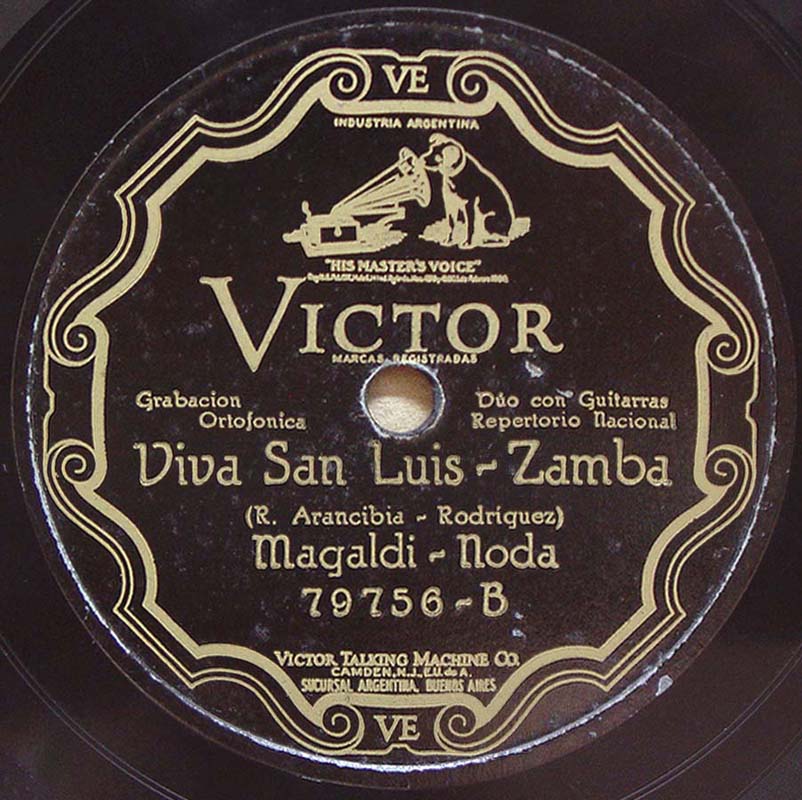 VE
INDUSTRIA ARGENTINA
"HIS MASTER'S VOICE"
VICTOR
MARCAS REGISTRADAS
Grabacion
Ortofonica
Dúo con Guitarras
Repertorio Nacional
Viva San Luis - Zamba
(R. Arancibia - Rodríguez)
Magaldi - Noda
79756-B
VICTOR TALKING MACHINE CO.
CAMDEN, N.J., E.U. de A.
SUCURSAL ARGENTINA, BUENOS AIRES
VE